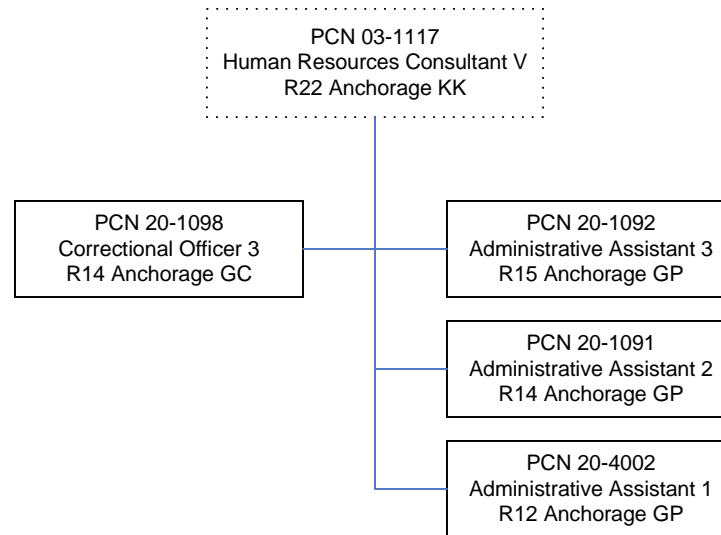 PCN 03-1117
Human Resources Consultant V
R22 Anchorage KK
PCN 20-1098
Correctional Officer 3
R14 Anchorage GC
PCN 20-1092
Administrative Assistant 3
R15 Anchorage GP
PCN 20-1091
Administrative Assistant 2
R14 Anchorage GP
PCN 20-4002
Administrative Assistant 1
R12 Anchorage GP